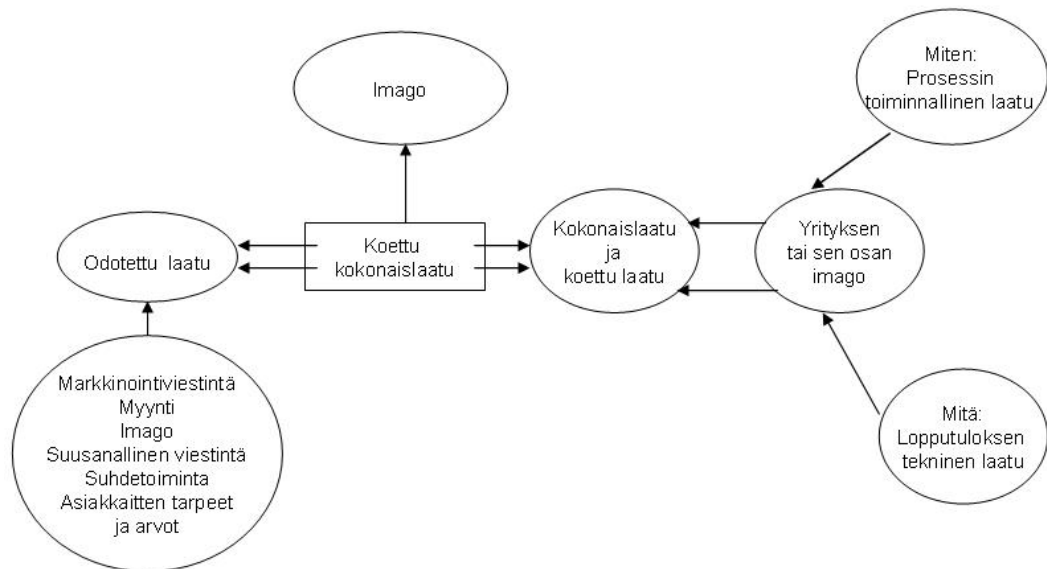 Imago
Miten:
Prosessin
toiminnallinen laatu
Odotettu laatu
Koettu
kokonaislaatu
Kokonaislaatu
ja
koettu laatu
Yrityksen
tai sen osan
imago
Markkinointiviestintä
Myynti
Imago
Suusanallinen viestintä
Suhdetoiminta
Asiakkaitten tarpeet
ja arvot
Mitä:
Lopputuloksen
tekninen laatu